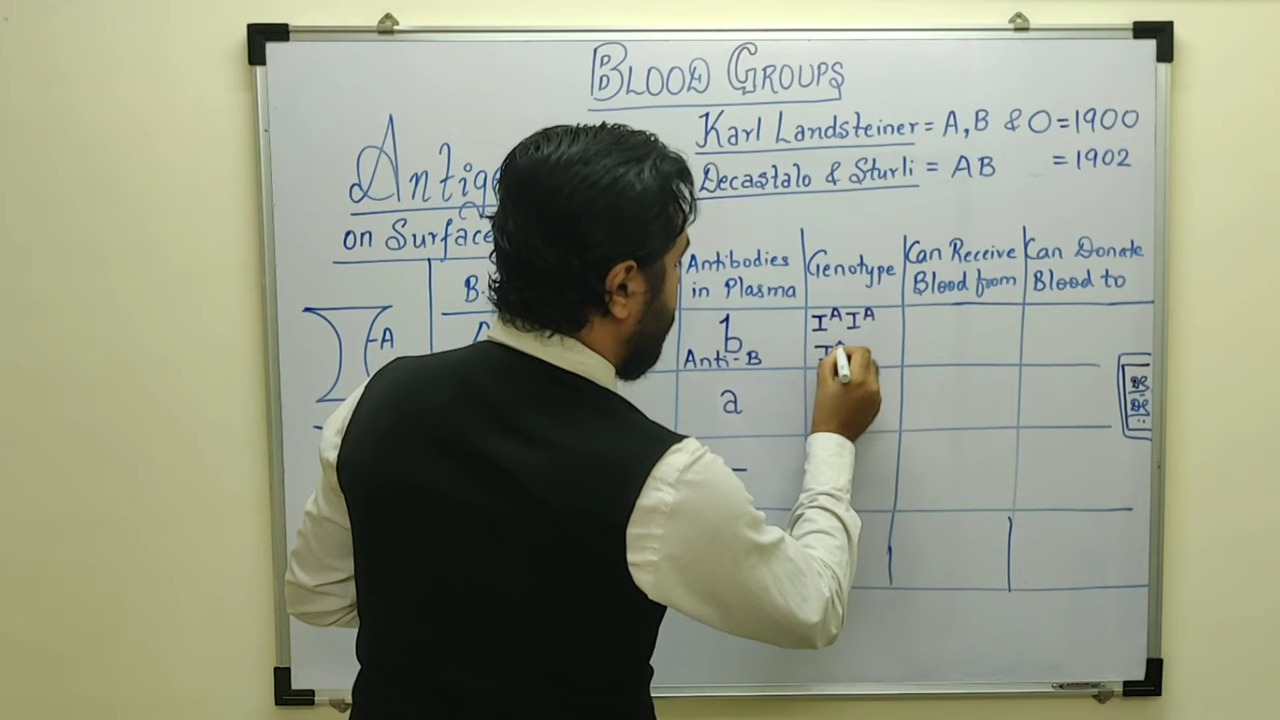 BLOOD GROUPS
Karl Landsteiner = A, B & O = 1900
Decastalo & Sturli = AB = 1902
on Surface
Antibodies in Plasma
Genotype
Can Receive Blood from
Can Donate Blood to
A
b
Anti-B
I^A I^A
a
-